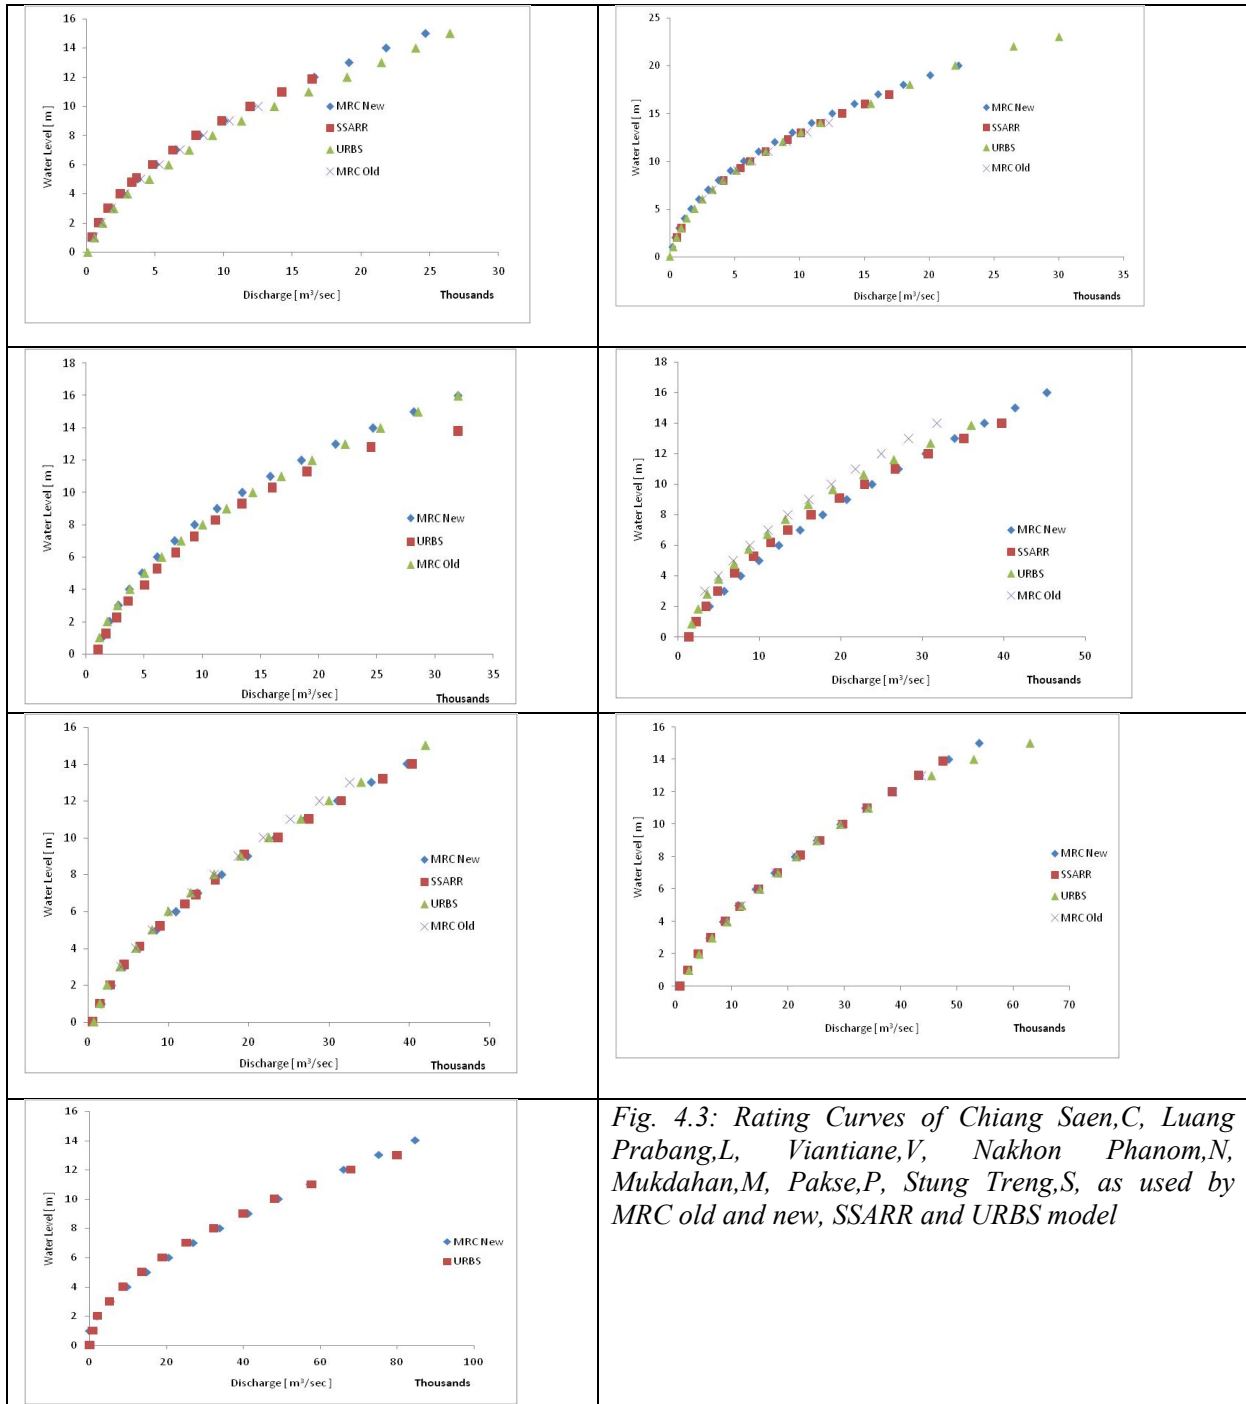 16
14
12
10
8
6
4
2
0
Water Level [ m ]
0 5 10 15 20 25 30
Discharge [ m³/sec ] Thousands
MRC New
SSARR
URBS
MRC Old
25
20
15
10
5
0
Water Level [ m ]
0 5 10 15 20 25 30 35
Discharge [ m³/sec ] Thousands
MRC New
SSARR
URBS
MRC Old
18
16
14
12
10
8
6
4
2
0
Water Level [ m ]
0 5 10 15 20 25 30 35
Discharge [ m³/sec ] Thousands
MRC New
URBS
MRC Old
18
16
14
12
10
8
6
4
2
0
Water Level [ m ]
0 10 20 30 40 50
Discharge [ m³/sec ] Thousands
MRC New
SSARR
URBS
MRC Old
16
14
12
10
8
6
4
2
0
Water Level [ m ]
0 10 20 30 40 50
Discharge [ m³/sec ] Thousands
MRC New
SSARR
URBS
MRC Old
16
14
12
10
8
6
4
2
0
Water Level [ m ]
0 10 20 30 40 50 60 70
Discharge [ m³/sec ] Thousands
MRC New
SSARR
URBS
MRC Old
16
14
12
10
8
6
4
2
0
Water Level [ m ]
0 20 40 60 80 100
Discharge [ m³/sec ] Thousands
MRC New
URBS
Fig. 4.3: Rating Curves of Chiang Saen,C, Luang
Prabang,L, Viantiane,V, Nakhon Phanom,N,
Mukdahan,M, Pakse,P, Stung Treng,S, as used by
MRC old and new, SSARR and URBS model